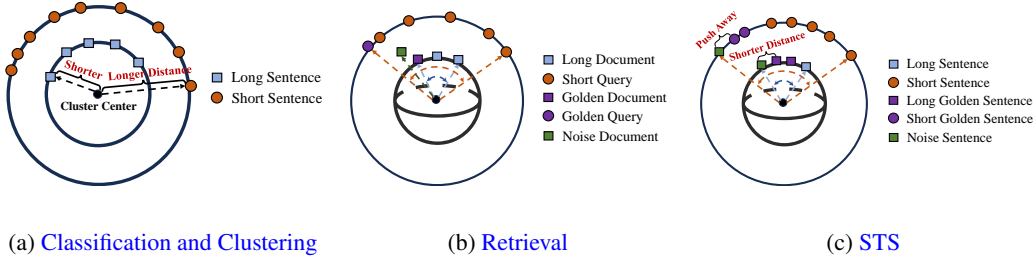 Shorter
Longer Distance
Cluster Center
Long Sentence
Short Sentence
(a) Classification and Clustering
Long Document
Short Query
Golden Document
Golden Query
Noise Document
(b) Retrieval
Push Away
Shorter Distance
Long Sentence
Short Sentence
Long Golden Sentence
Short Golden Sentence
Noise Sentence
(c) STS